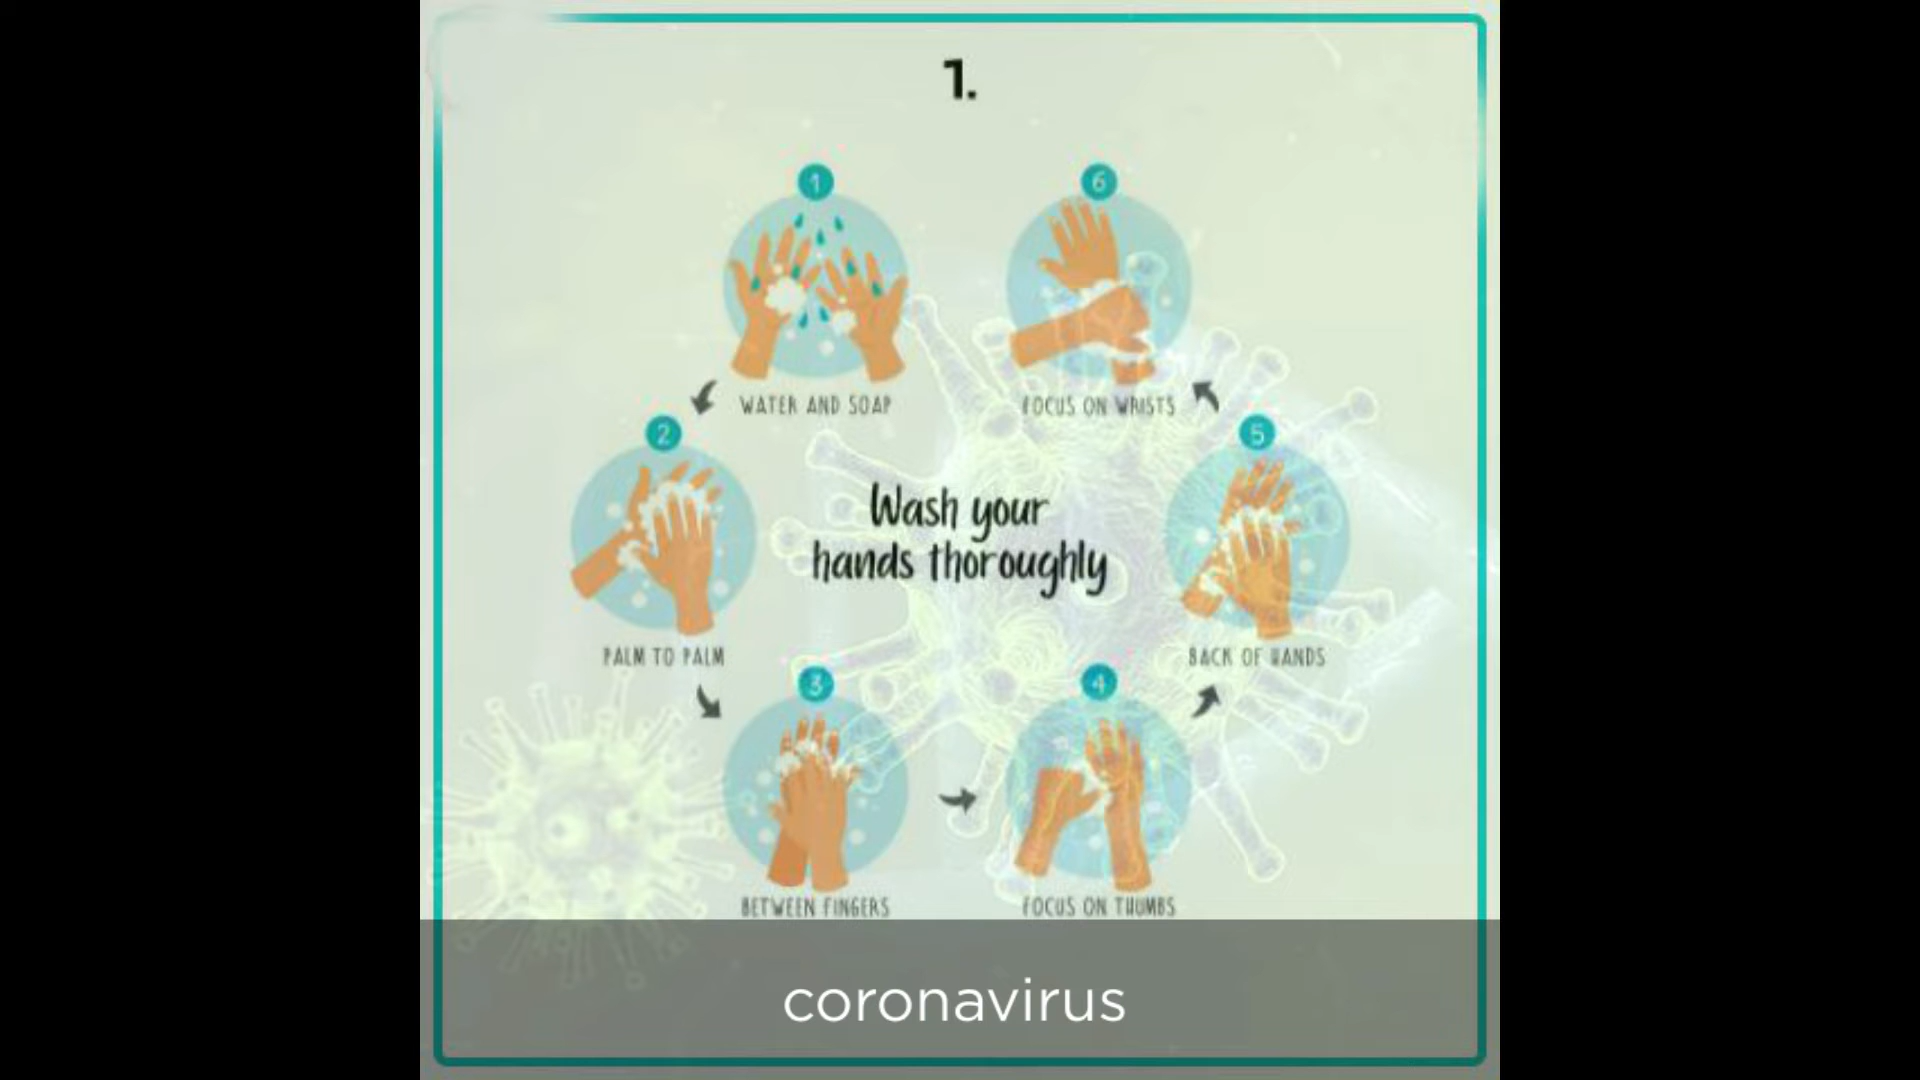 1.
1
WATER AND SOAP
2
PALM TO PALM
3
BETWEEN FINGERS
4
FOCUS ON THUMBS
5
BACK OF HANDS
6
FOCUS ON WRISTS
Wash your
hands thoroughly
coronavirus